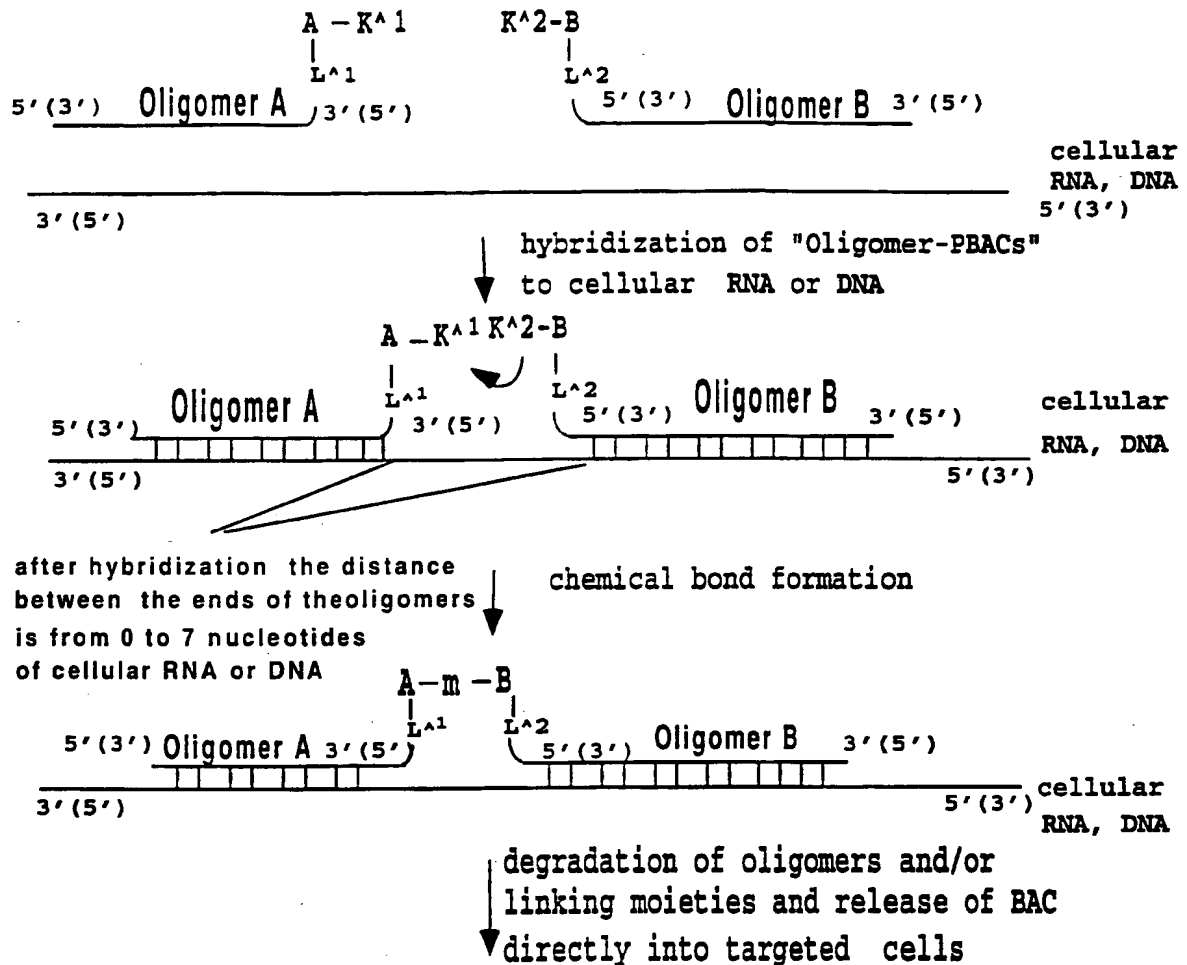 A – K^1 K^2-B
L^1 L^2
5'(3') Oligomer A 3'(5') 5'(3') Oligomer B 3'(5')
cellular
RNA, DNA
3'(5') 5'(3')
hybridization of "Oligomer-PBACs"
to cellular RNA or DNA
A – K^1 K^2-B
L^1 L^2
5'(3') Oligomer A 3'(5') 5'(3') Oligomer B 3'(5')
cellular
RNA, DNA
3'(5') 5'(3')
after hybridization the distance
between the ends of theoligomers
is from 0 to 7 nucleotides
of cellular RNA or DNA
chemical bond formation
A–m–B
L^1 L^2
5'(3') Oligomer A 3'(5') 5'(3') Oligomer B 3'(5')
3'(5') 5'(3') cellular
RNA, DNA
degradation of oligomers and/or
linking moieties and release of BAC
directly into targeted cells